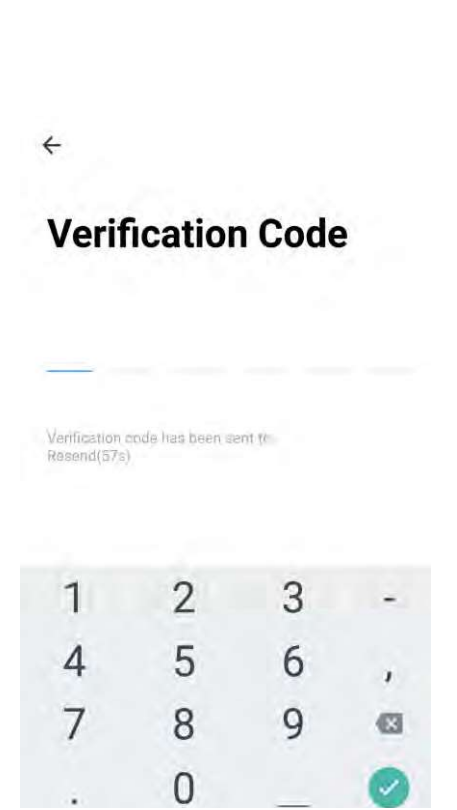 Verification Code
Verification code has been sent to
Resend(57s)
1 2 3 -
4 5 6 ,
7 8 9
. 0 _